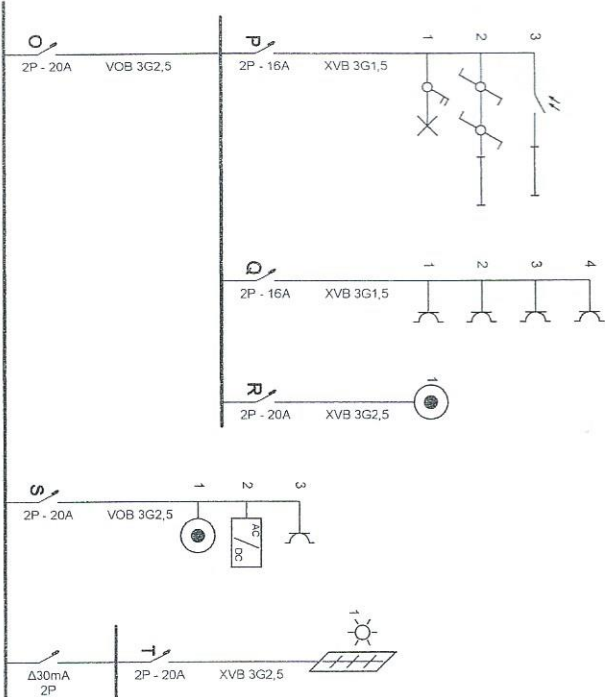 1 2 3
O P
2P - 20A VOB 3G2,5 2P - 16A XVB 3G1,5
1 2 3 4
Q
2P - 16A XVB 3G1,5
R 1
2P - 20A XVB 3G2,5
S 1 2 3
2P - 20A VOB 3G2,5
AC
DC
T 1
Δ30mA
2P
2P - 20A XVB 3G2,5